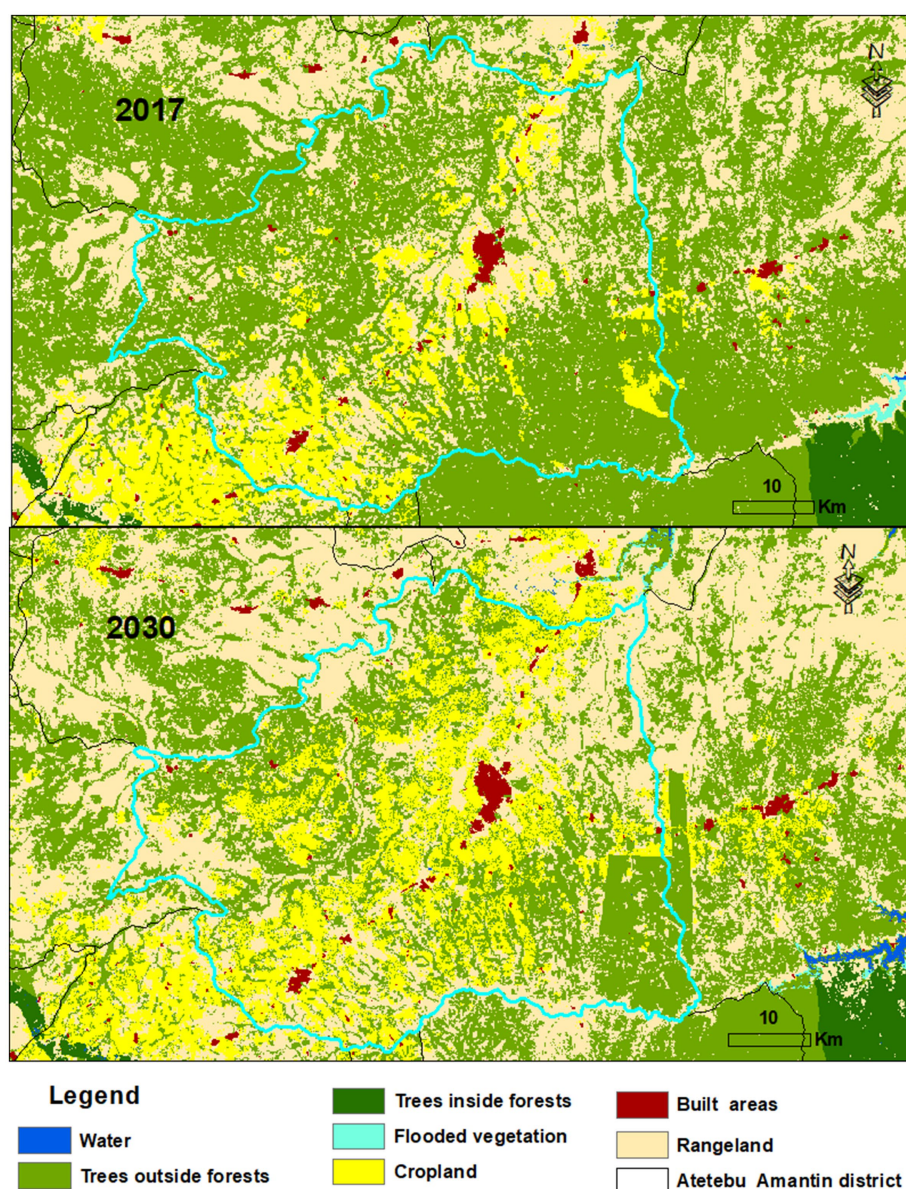 2017
N
10
Km
2030
N
10
Km
Legend
Water
Trees outside forests
Trees inside forests
Flooded vegetation
Cropland
Built areas
Rangeland
Atetebu Amantin district